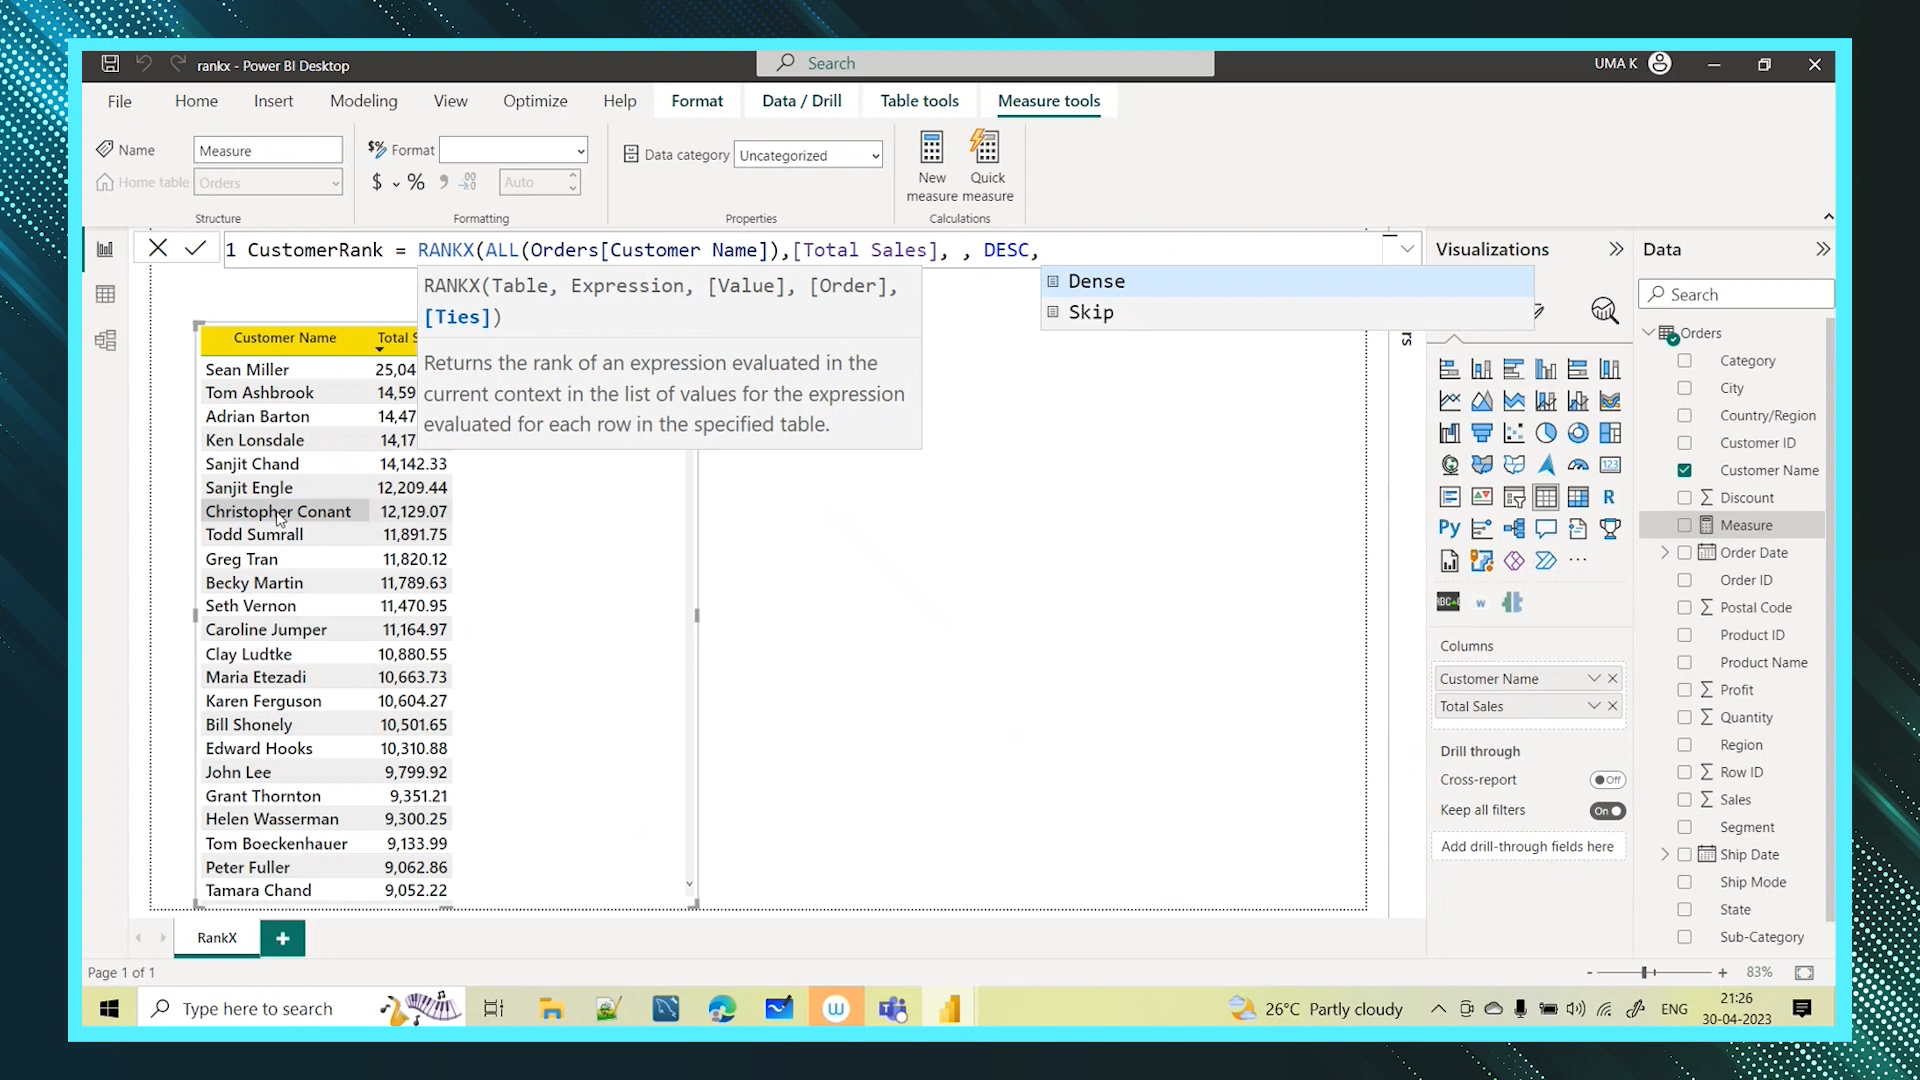 rankx - Power BI Desktop
Search
UMA K
File
Home
Insert
Modeling
View
Optimize
Help
Format
Data / Drill
Table tools
Measure tools
Name
Measure
Home table
Orders
Structure
Format
$ % Auto
Formatting
Data category
Uncategorized
Properties
New measure
Quick measure
Calculations
1 CustomerRank = RANKX(ALL(Orders[Customer Name]),[Total Sales], , DESC,
RANKX(Table, Expression, [Value], [Order],
[Ties])
Returns the rank of an expression evaluated in the
current context in the list of values for the expression
evaluated for each row in the specified table.
Dense
Skip
Customer Name Total S
Sean Miller 25,04
Tom Ashbrook 14,59
Adrian Barton 14,47
Ken Lonsdale 14,17
Sanjit Chand 14,142.33
Sanjit Engle 12,209.44
Christopher Conant 12,129.07
Todd Sumrall 11,891.75
Greg Tran 11,820.12
Becky Martin 11,789.63
Seth Vernon 11,470.95
Caroline Jumper 11,164.97
Clay Ludtke 10,880.55
Maria Etezadi 10,663.73
Karen Ferguson 10,604.27
Bill Shonely 10,501.65
Edward Hooks 10,310.88
John Lee 9,799.92
Grant Thornton 9,351.21
Helen Wasserman 9,300.25
Tom Boeckenhauer 9,133.99
Peter Fuller 9,062.86
Tamara Chand 9,052.22
Visualizations
123
R
Py
Columns
Customer Name
Total Sales
Drill through
Cross-report
Off
Keep all filters
On
Add drill-through fields here
Data
Search
Orders
Category
City
Country/Region
Customer ID
Customer Name
Discount
Measure
Order Date
Order ID
Postal Code
Product ID
Product Name
Profit
Quantity
Region
Row ID
Sales
Segment
Ship Date
Ship Mode
State
Sub-Category
RankX
Page 1 of 1
83%
Type here to search
26°C Partly cloudy
ENG
21:26
30-04-2023